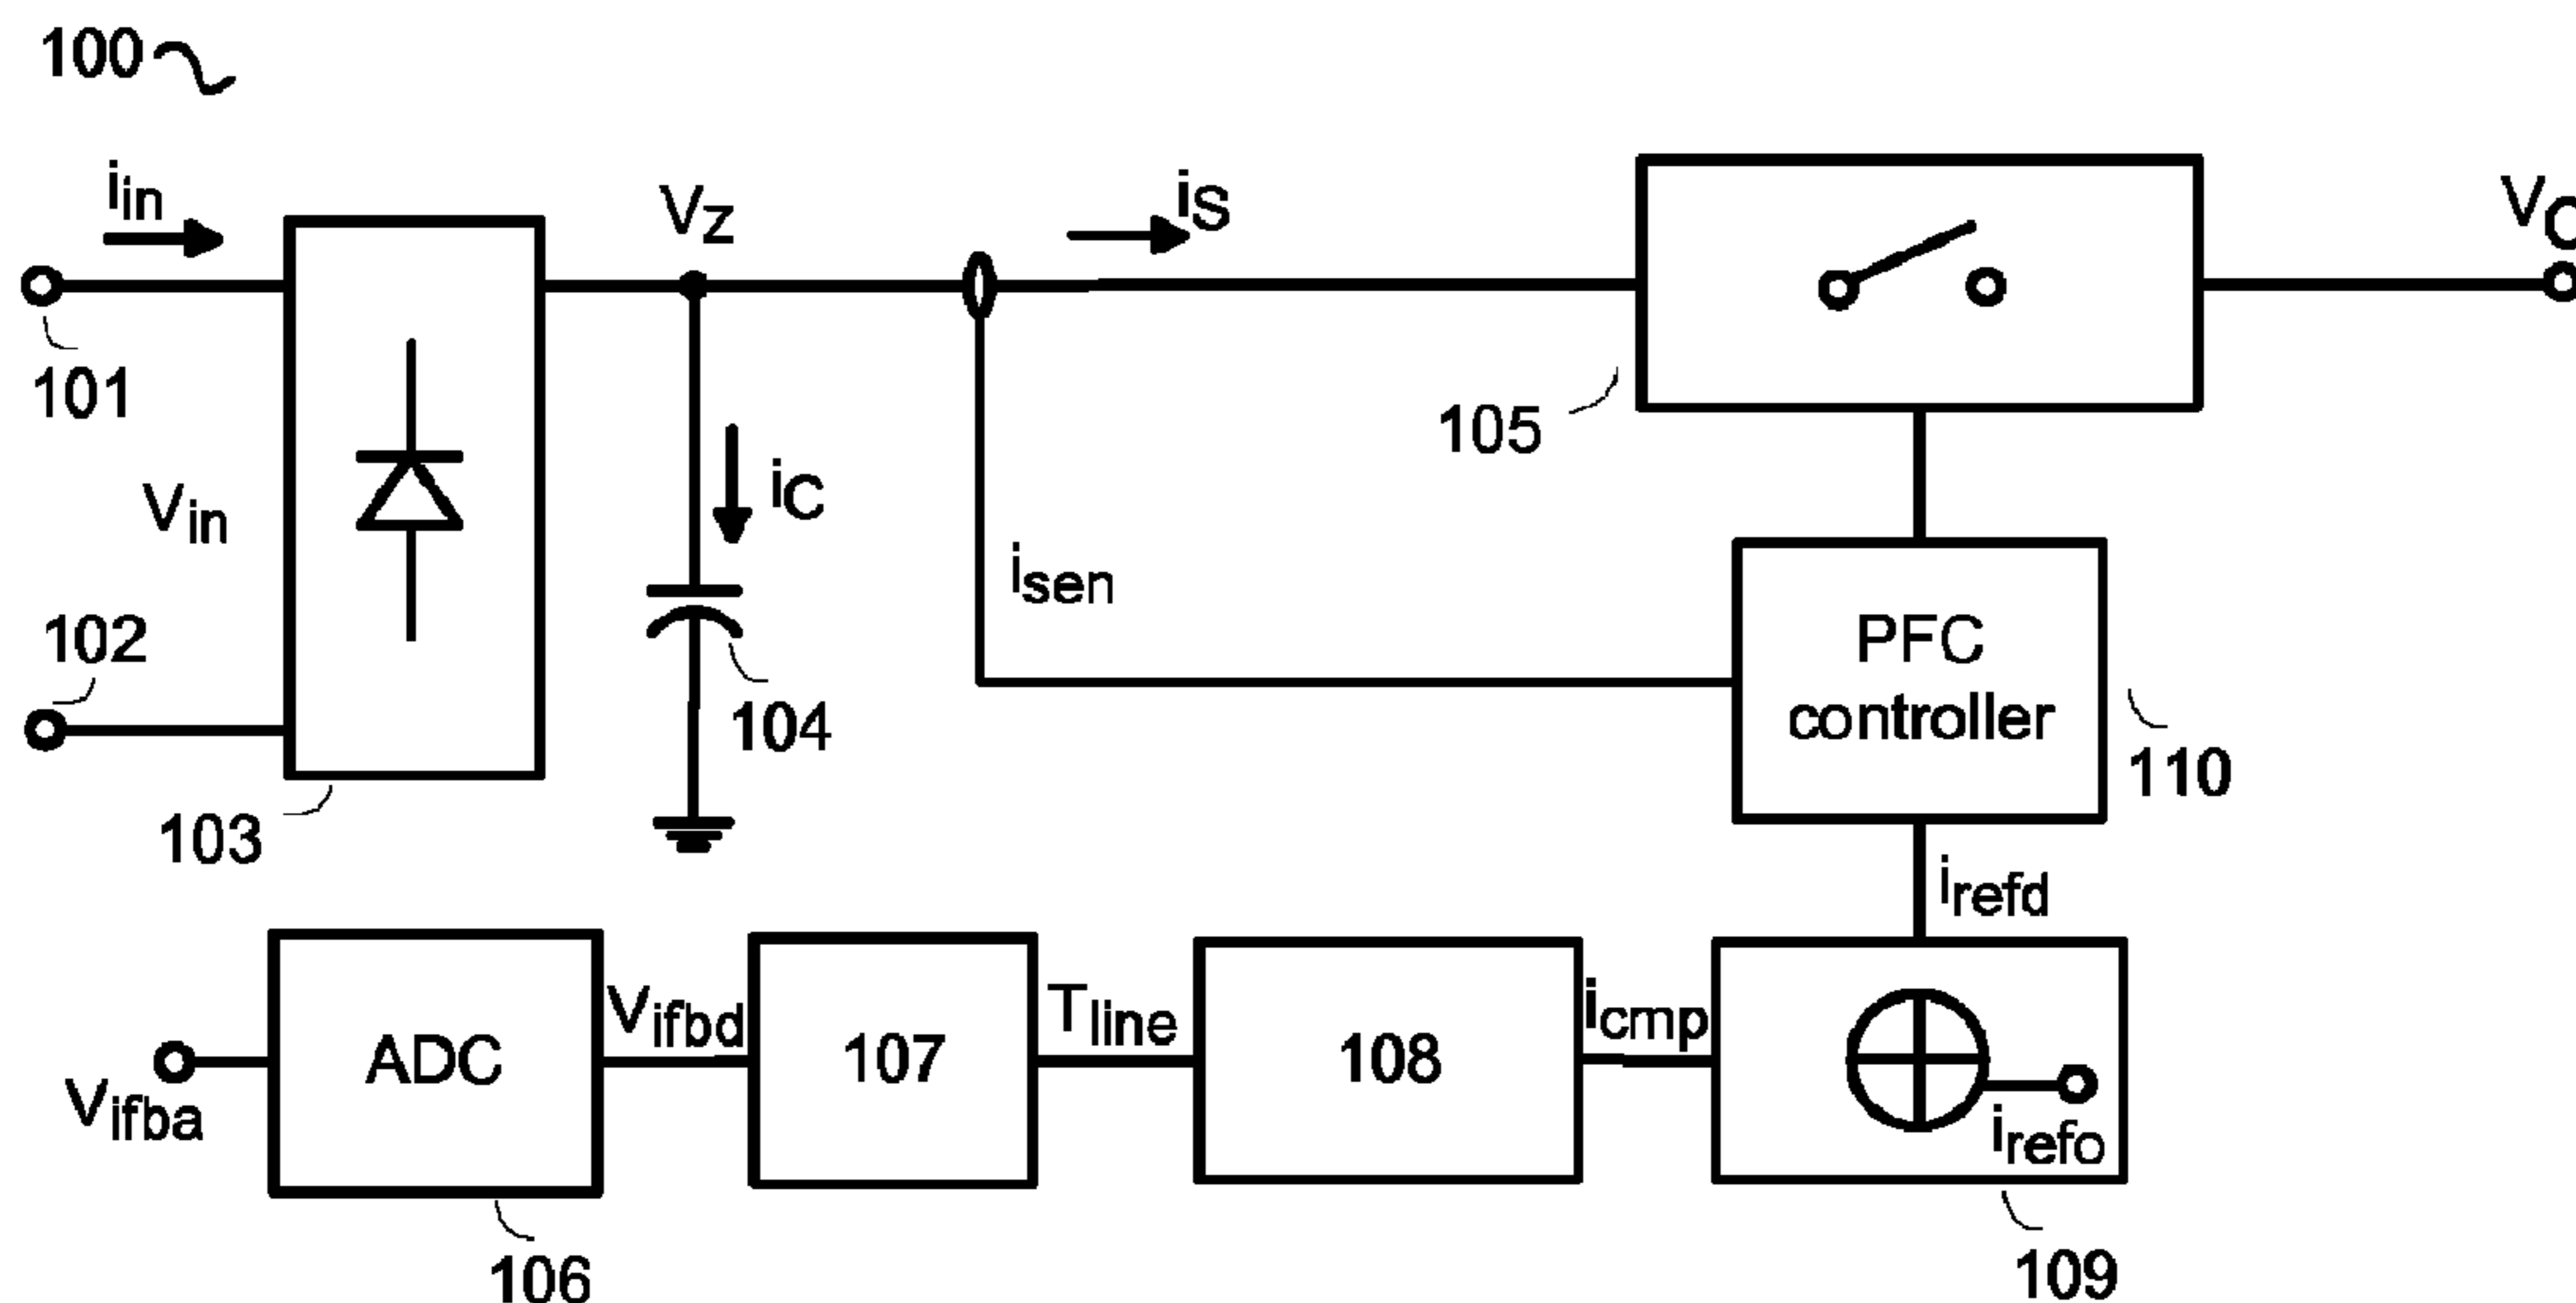 100
iin
VZ
iS
VO
101
105
Vin
iC
isen
102
PFC
controller
104
110
103
irefd
Vifbd
Tline
icmp
ADC
107
108
Vifba
irefo
106
109